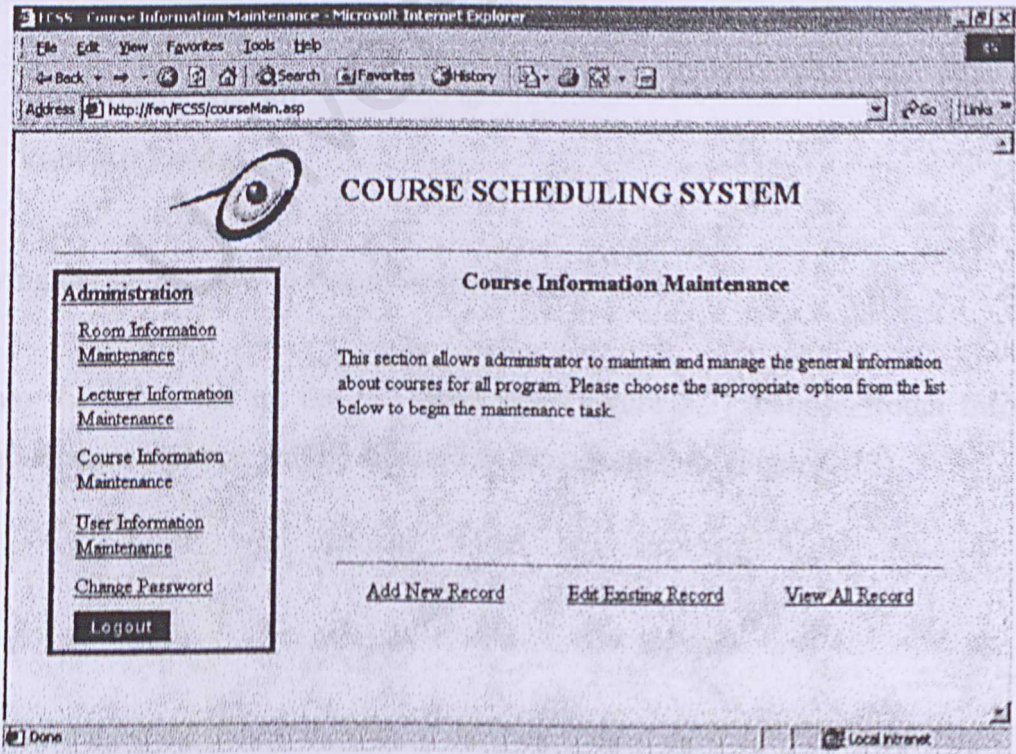 FCSS - Course Information Maintenance - Microsoft Internet Explorer
File Edit View Favorites Tools Help
Back Search Favorites History
Address http://fen/FCSS/courseMain.asp Go Links »
COURSE SCHEDULING SYSTEM
Administration
Room Information
Maintenance
Lecturer Information
Maintenance
Course Information
Maintenance
User Information
Maintenance
Change Password
Logout
Course Information Maintenance
This section allows administrator to maintain and manage the general information
about courses for all program. Please choose the appropriate option from the list
below to begin the maintenance task.
Add New Record Edit Existing Record View All Record
Done Local intranet